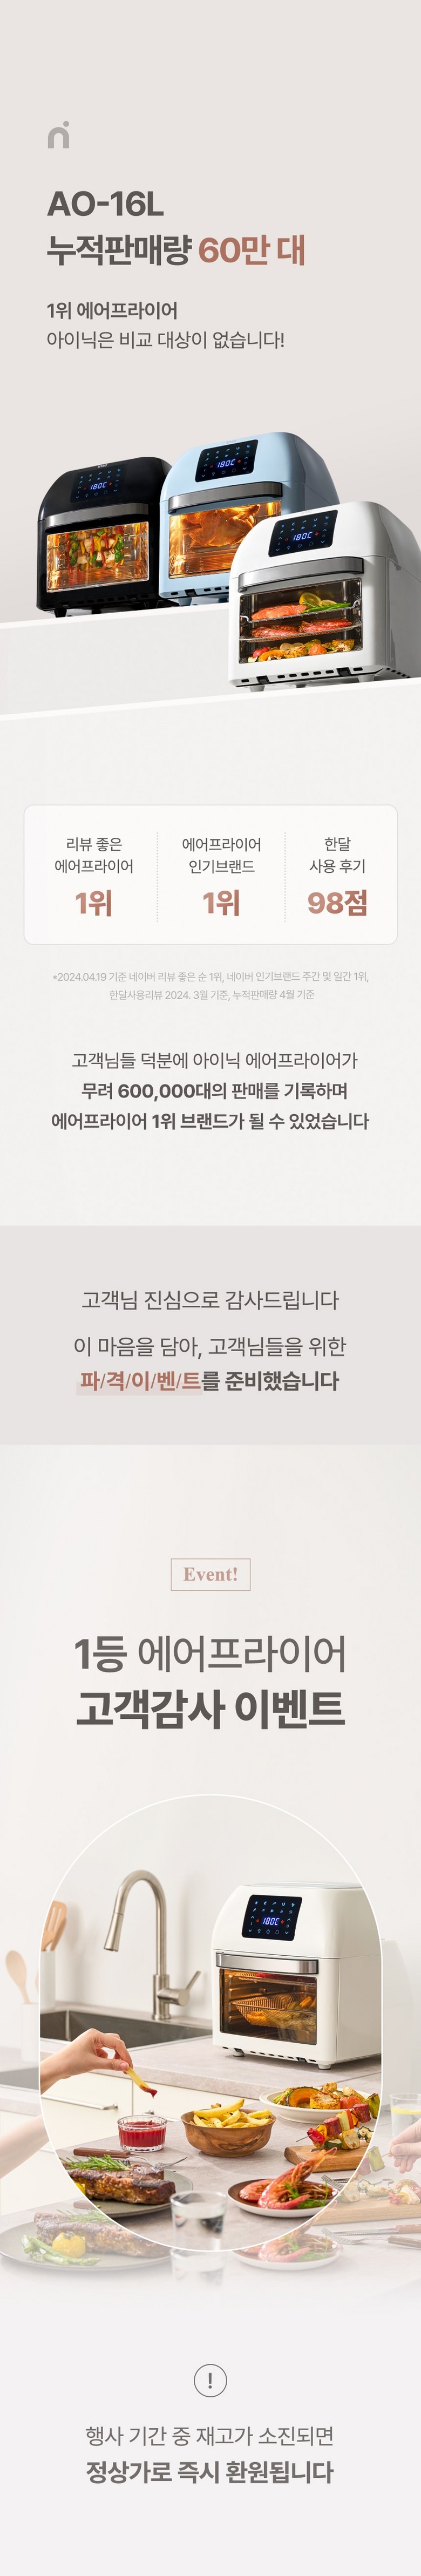 AO-16L
누적판매량 60만 대
1위 에어프라이어
아이닉은 비교 대상이 없습니다!
180C
180C
180C
리뷰 좋은
에어프라이어
1위
에어프라이어
인기브랜드
1위
한달
사용 후기
98점
*2024.04.19 기준 네이버 리뷰 좋은 순 1위, 네이버 인기브랜드 주간 및 일간 1위,
한달사용리뷰 2024. 3월 기준, 누적판매량 4월 기준
고객님들 덕분에 아이닉 에어프라이어가
무려 600,000대의 판매를 기록하며
에어프라이어 1위 브랜드가 될 수 있었습니다
고객님 진심으로 감사드립니다
이 마음을 담아, 고객님들을 위한
파/격/이/벤/트를 준비했습니다
Event!
1등 에어프라이어
고객감사 이벤트
180C
!
행사 기간 중 재고가 소진되면
정상가로 즉시 환원됩니다